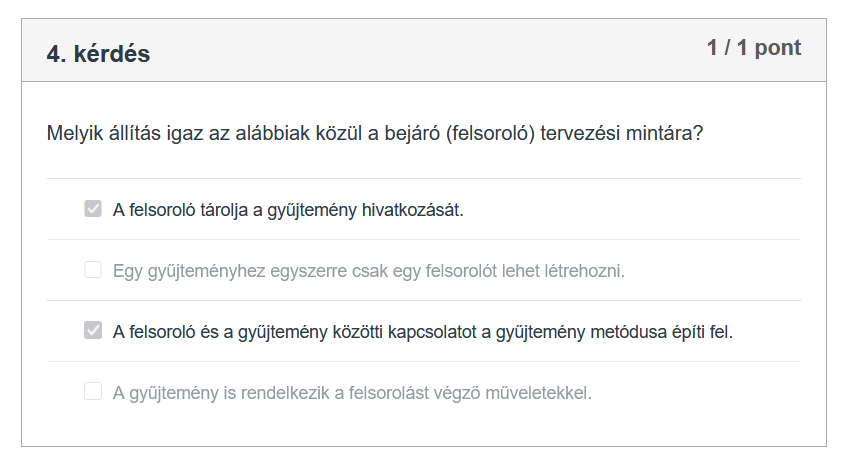 4. kérdés
1 / 1 pont
Melyik állítás igaz az alábbiak közül a bejáró (felsoroló) tervezési mintára?
A felsoroló tárolja a gyűjtemény hivatkozását.
Egy gyűjteményhez egyszerre csak egy felsorolót lehet létrehozni.
A felsoroló és a gyűjtemény közötti kapcsolatot a gyűjtemény metódusa építi fel.
A gyűjtemény is rendelkezik a felsorolást végző műveletekkel.